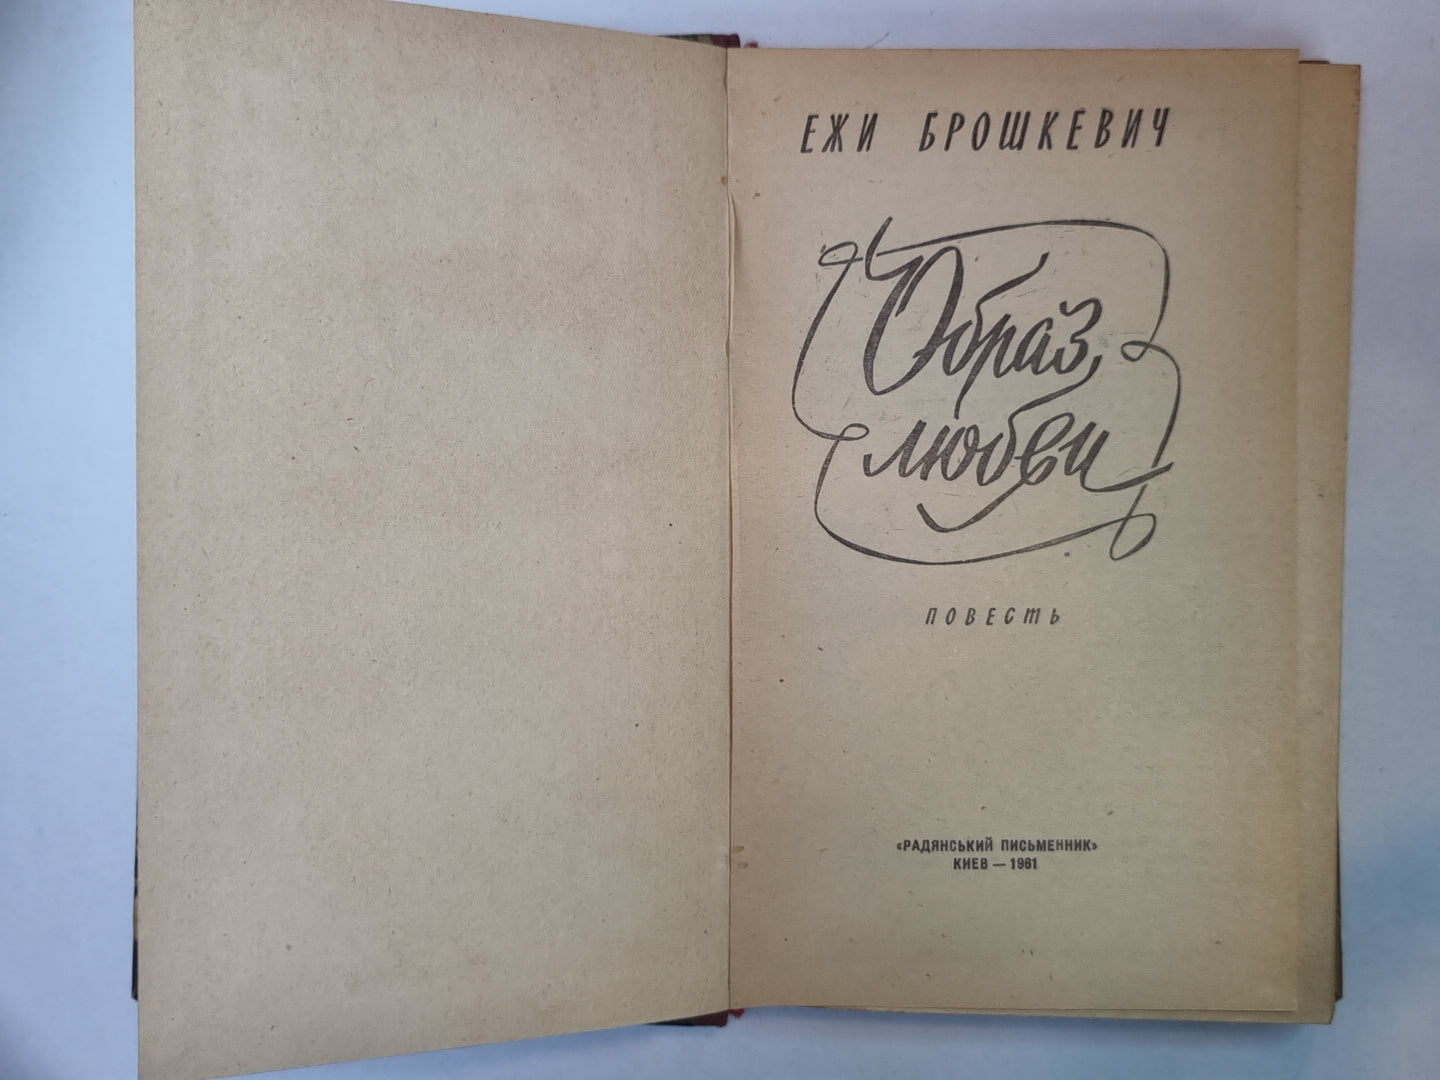 ЕЖИ БРОШКЕВИЧ
Образ
любви
ПОВЕСТЬ
«РАДЯНСЬКИЙ ПИСЬМЕННИК»
КИЕВ — 1961